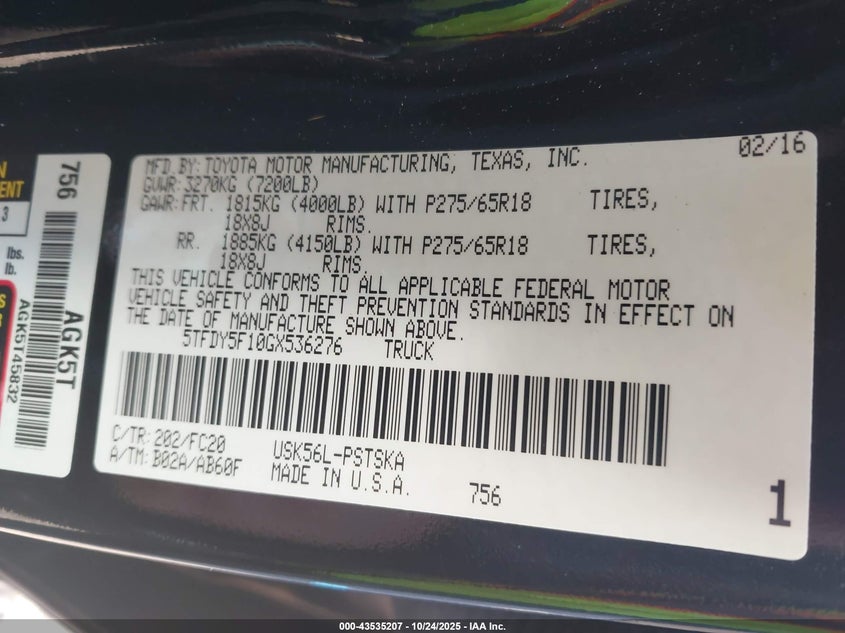 MFD.BY: TOYOTA MOTOR MANUFACTURING, TEXAS, INC. 02/16
GVWR: 3270KG (7200LB)
GAWR: FRT. 1815KG (4000LB) WITH P275/65R18 TIRES,
18X8J RIMS.
RR. 1885KG (4150LB) WITH P275/65R18 TIRES,
18X8J RIMS.
THIS VEHICLE CONFORMS TO ALL APPLICABLE FEDERAL MOTOR
VEHICLE SAFETY AND THEFT PREVENTION STANDARDS IN EFFECT ON
THE DATE OF MANUFACTURE SHOWN ABOVE.
5TFDY5F10GX536276 TRUCK
C/TR: 202/FC20 USK56L-PSTSKA
A/TM: B02A/AB60F MADE IN U.S.A. 756
1
756
AGK5T
AGK5T45832
3
lbs.
lb.
000-43535207 - 10/24/2025 - IAA Inc.